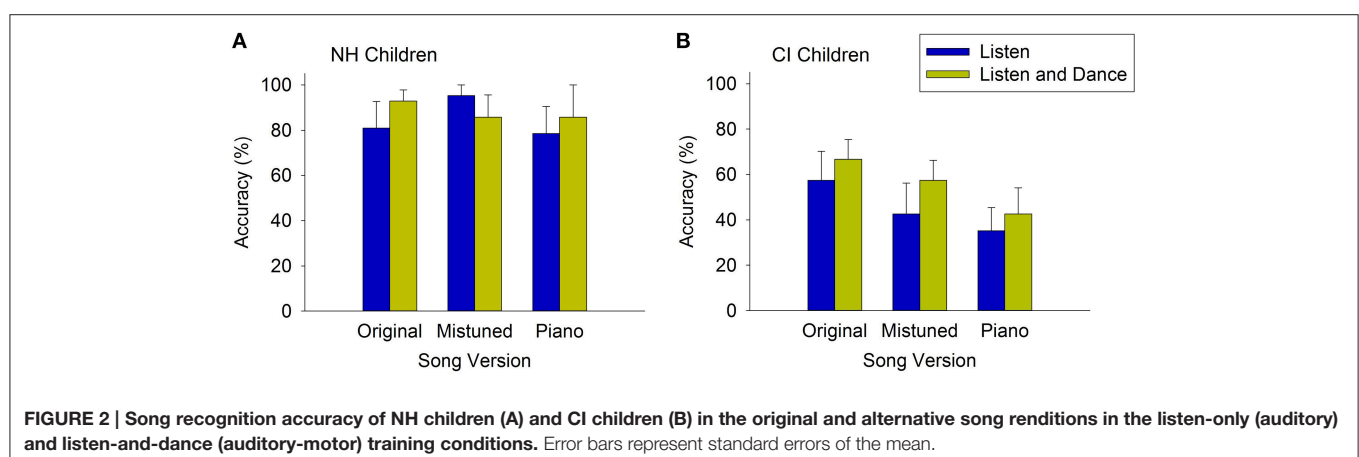 A
NH Children
Accuracy (%)
100
80
60
40
20
0
Original Mistuned Piano
Song Version
B
CI Children
Accuracy (%)
100
80
60
40
20
0
Original Mistuned Piano
Song Version
Listen
Listen and Dance
FIGURE 2 | Song recognition accuracy of NH children (A) and CI children (B) in the original and alternative song renditions in the listen-only (auditory)
and listen-and-dance (auditory-motor) training conditions. Error bars represent standard errors of the mean.